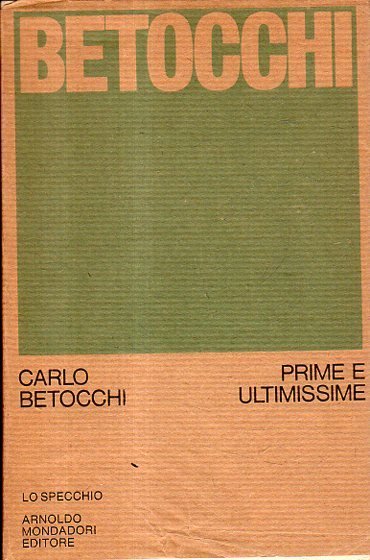 BETOCCHI
CARLO
BETOCCHI
PRIME E
ULTIMISSIME
LO SPECCHIO
ARNOLDO
MONDADORI
EDITORE